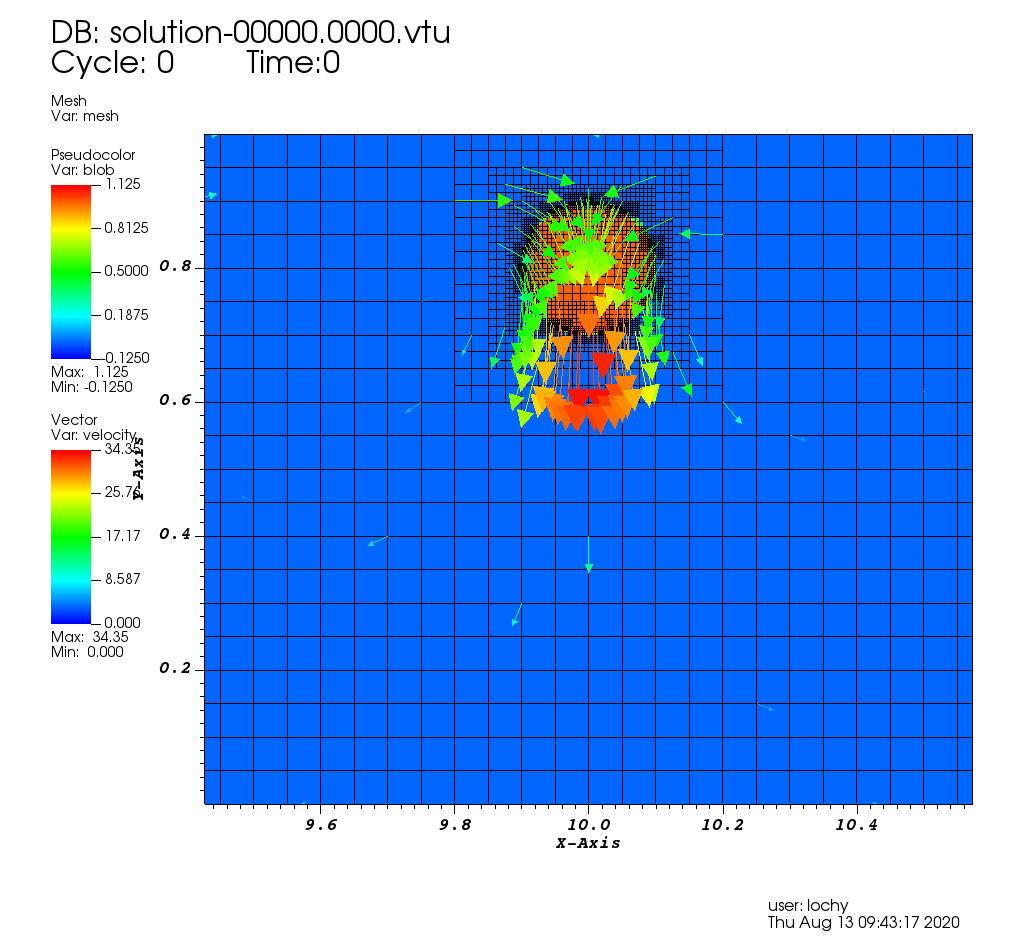 DB: solution-00000.0000.vtu
Cycle: 0 Time:0
Mesh
Var: mesh
Pseudocolor
Var: blob
1.125
0.8125
0.5000
0.1875
-0.1250
Max: 1.125
Min: -0.1250
Vector
Var: velocity
34.35
25.76
17.17
8.587
0.000
Max: 34.35
Min: 0.000
Y-Axis
0.8
0.6
0.4
0.2
9.6 9.8 10.0 10.2 10.4
X-Axis
user: lochy
Thu Aug 13 09:43:17 2020